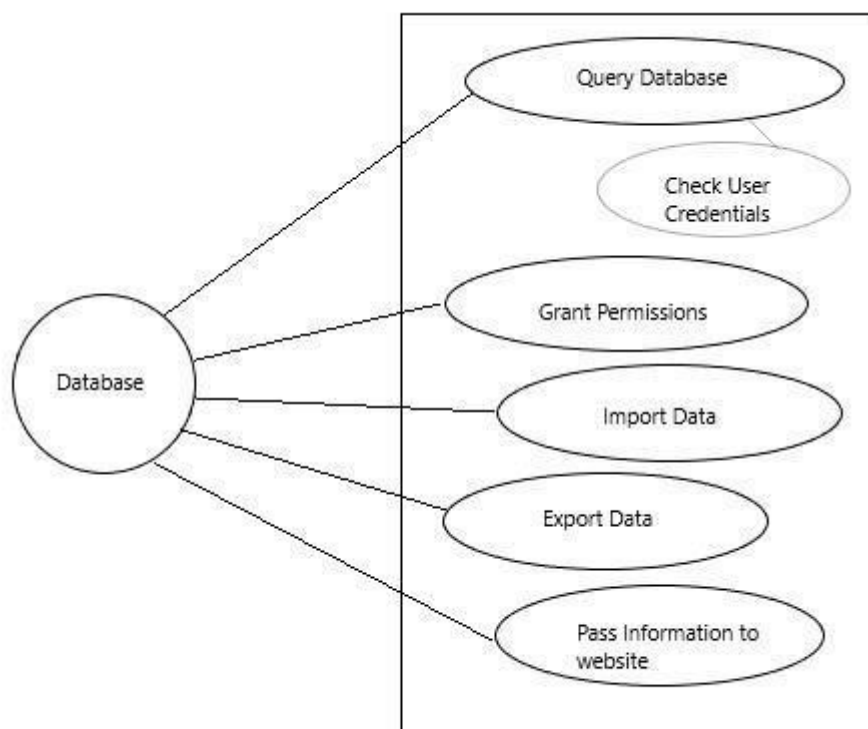 Query Database
Check User
Credentials
Grant Permissions
Database
Import Data
Export Data
Pass Information to
website